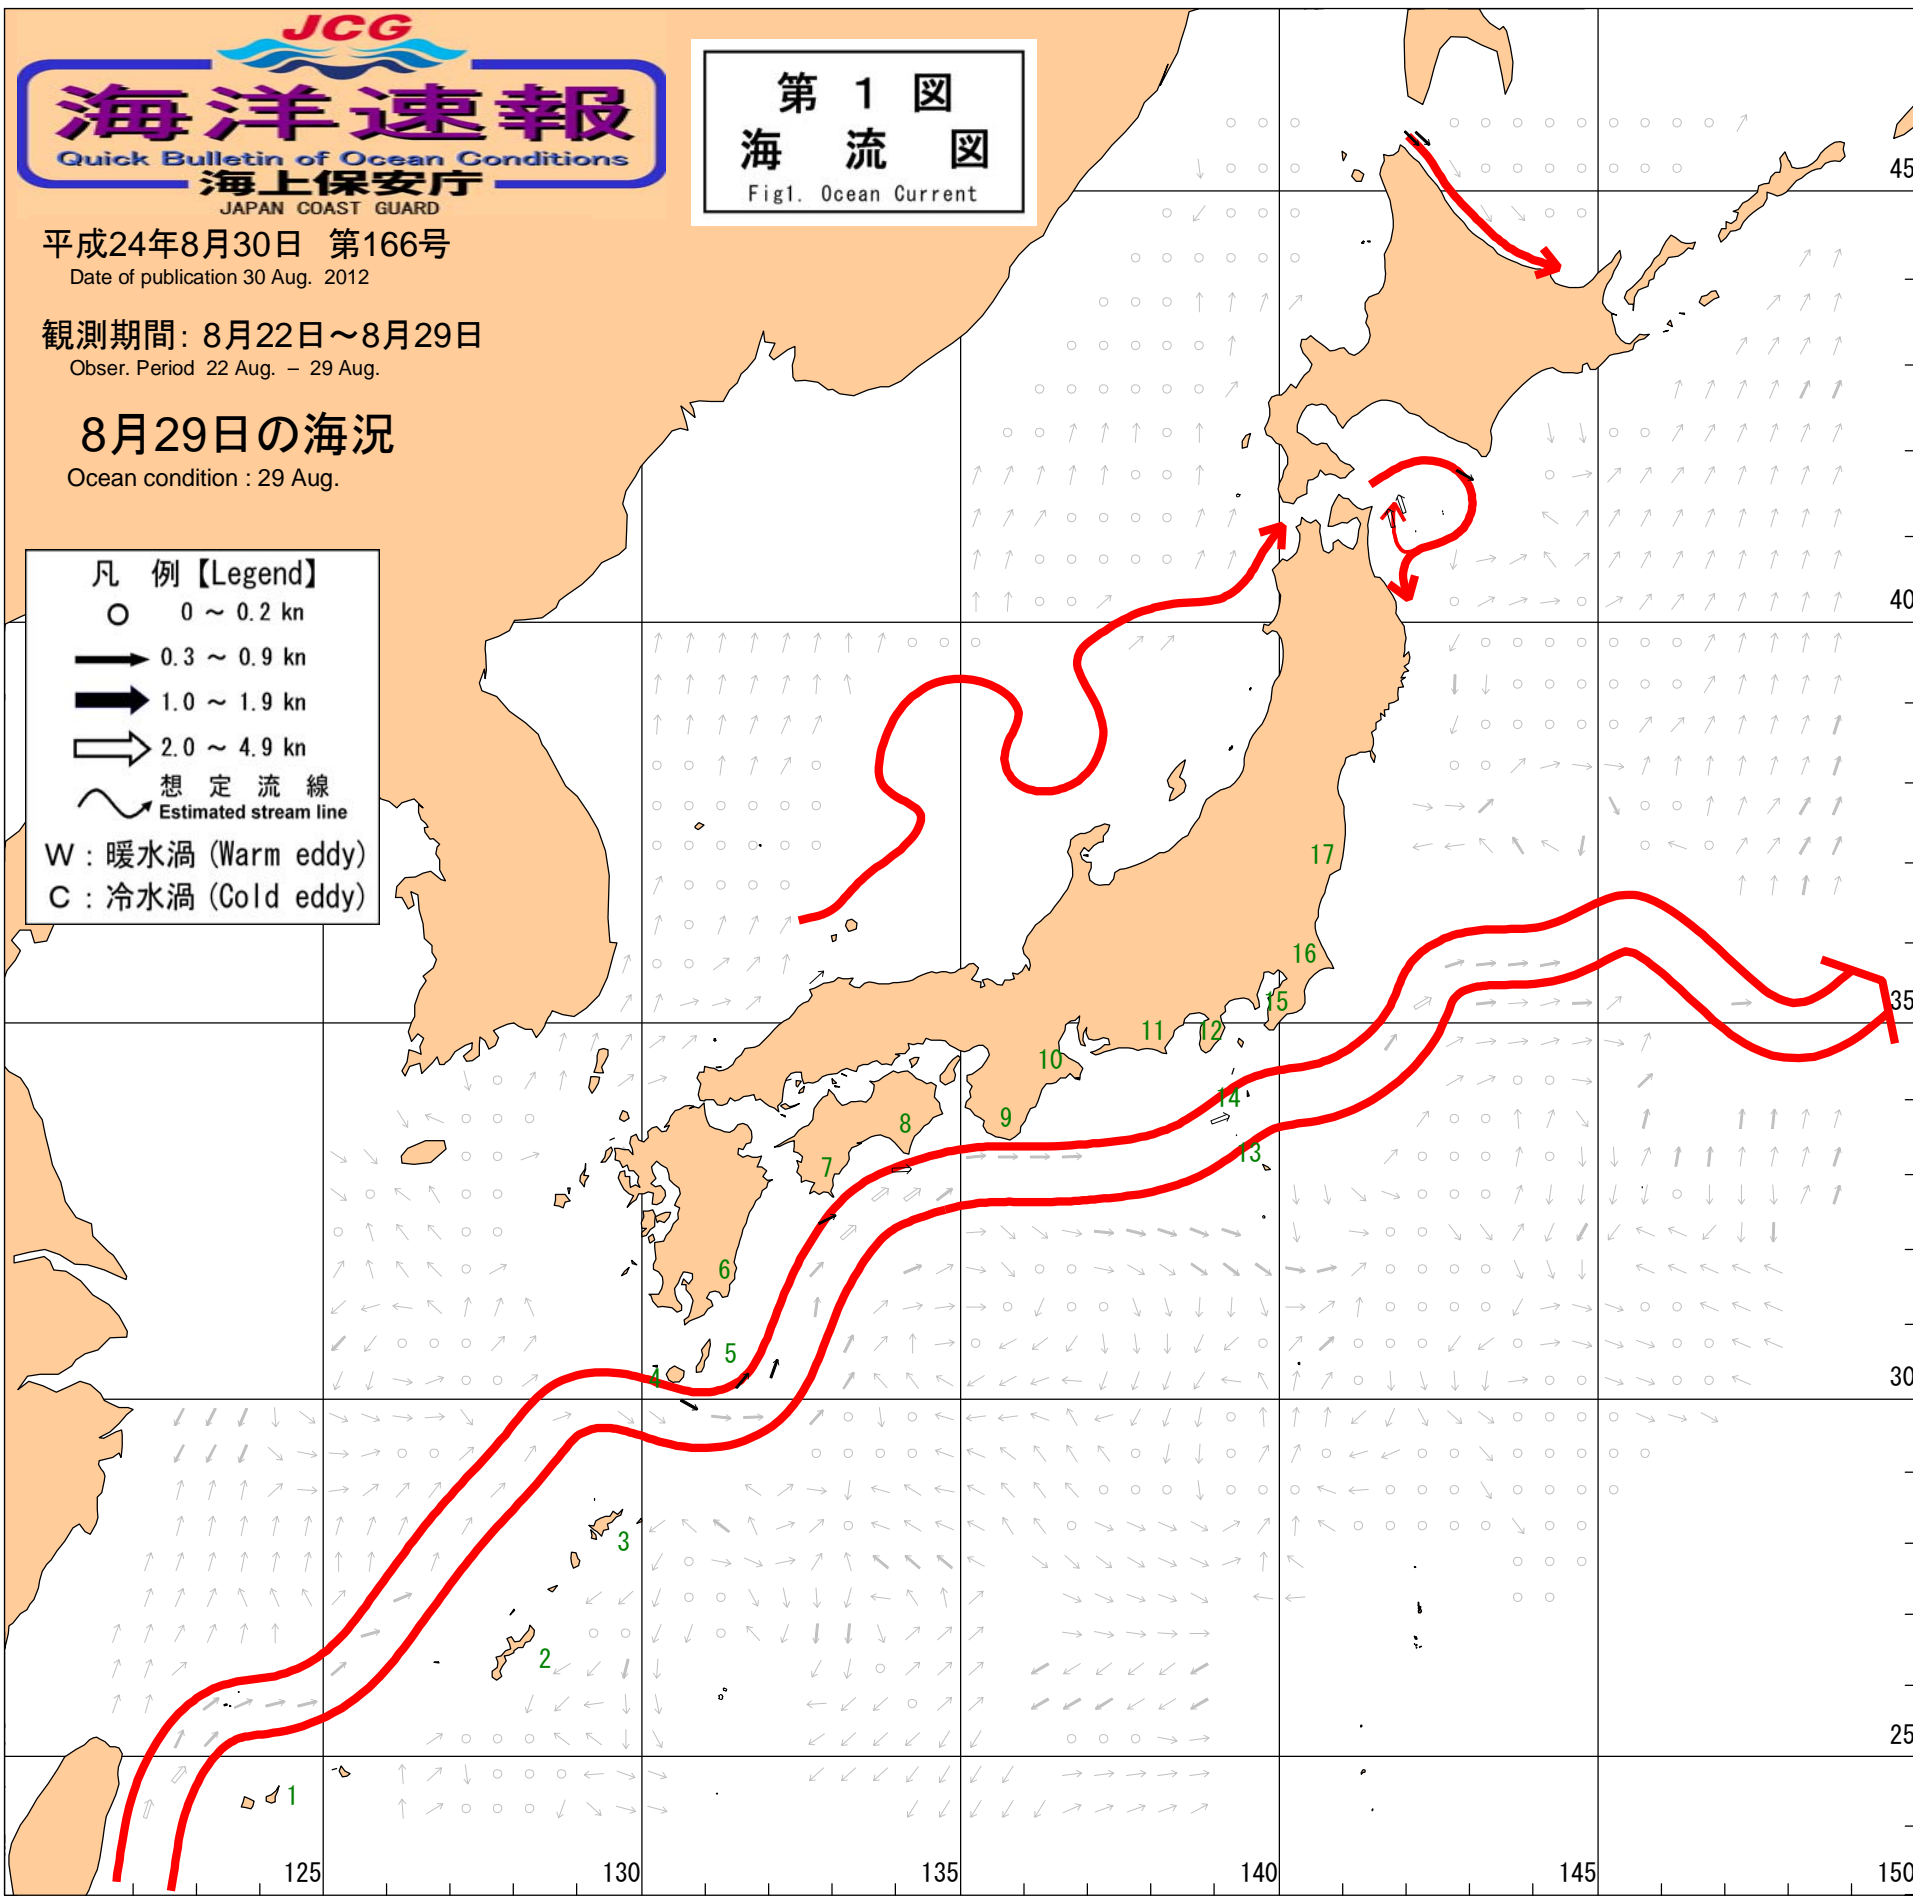 JCG
海洋速報
Quick Bulletin of Ocean Conditions
海上保安庁
JAPAN COAST GUARD
第 1 図
海 流 図
Fig1. Ocean Current
平成24年8月30日 第166号
Date of publication 30 Aug. 2012
観測期間: 8月22日～8月29日
Obser. Period 22 Aug. – 29 Aug.
8月29日の海況
Ocean condition : 29 Aug.
凡 例【Legend】
0 ～ 0.2 kn
0.3 ～ 0.9 kn
1.0 ～ 1.9 kn
2.0 ～ 4.9 kn
想 定 流 線
Estimated stream line
W : 暖水渦 (Warm eddy)
C : 冷水渦 (Cold eddy)
45
40
35
30
25
17
16
15
14
13
12
11
10
9
8
7
6
5
4
3
2
1
125
130
135
140
145
150